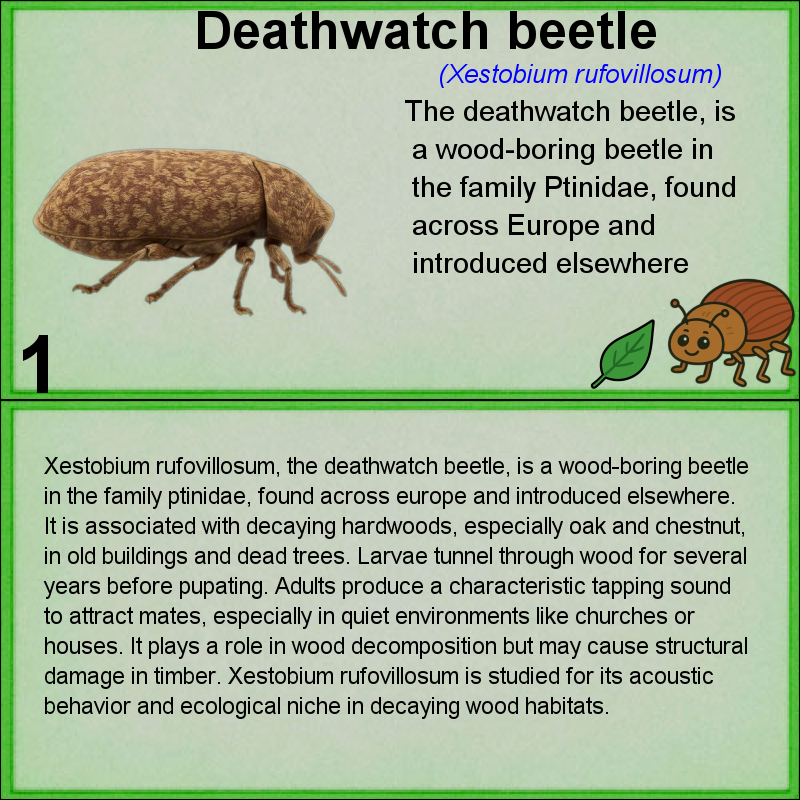 Deathwatch beetle
(Xestobium rufovillosum)
The deathwatch beetle, is
a wood-boring beetle in
the family Ptinidae, found
across Europe and
introduced elsewhere
1
Xestobium rufovillosum, the deathwatch beetle, is a wood-boring beetle
in the family ptinidae, found across europe and introduced elsewhere.
It is associated with decaying hardwoods, especially oak and chestnut,
in old buildings and dead trees. Larvae tunnel through wood for several
years before pupating. Adults produce a characteristic tapping sound
to attract mates, especially in quiet environments like churches or
houses. It plays a role in wood decomposition but may cause structural
damage in timber. Xestobium rufovillosum is studied for its acoustic
behavior and ecological niche in decaying wood habitats.